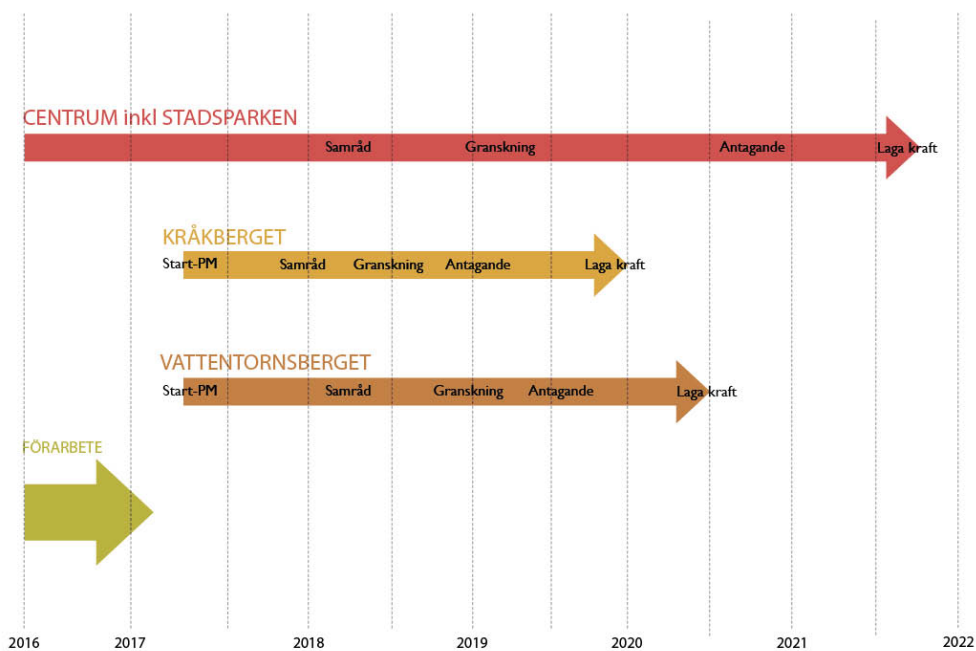 CENTRUM inkl STADSPARKEN
Samråd Granskning Antagande Laga kraft
KRÅKBERGET
Start-PM Samråd Granskning Antagande Laga kraft
VATTENTORNSBERGET
Start-PM Samråd Granskning Antagande Laga kraft
FÖRARBETE
2016 2017 2018 2019 2020 2021 2022